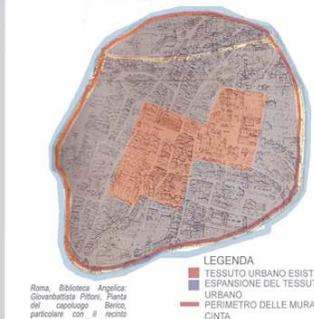 Roma, Biblioteca Angelica:
Giovanbattista Pittoni, Pianta
del capoluogo Berico,
particolare con il recinto
LEGENDA
TESSUTO URBANO ESIST
ESPANSIONE DEL TESSUT
URBANO
PERIMETRO DELLE MURA
CINTA